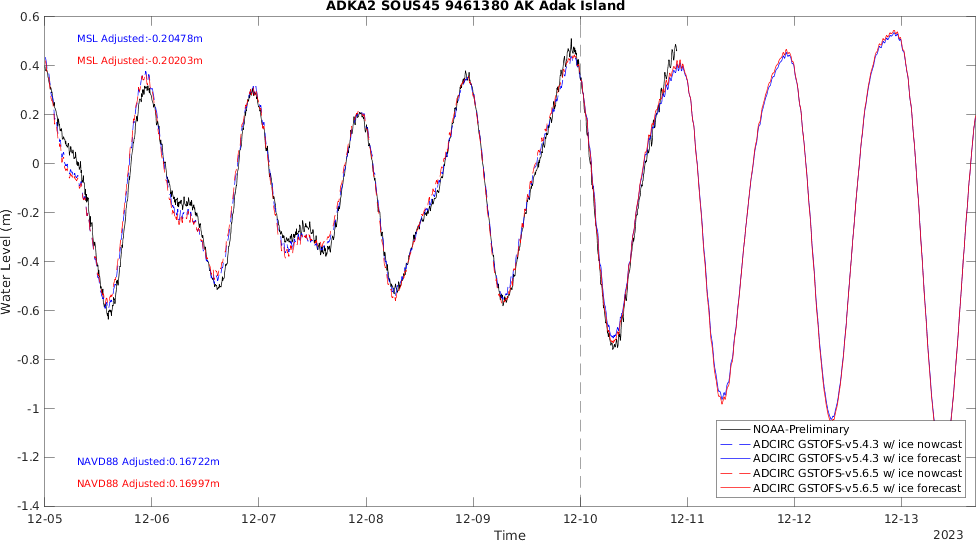 ADKA2 SOUS45 9461380 AK Adak Island
MSL Adjusted:-0.20478m
MSL Adjusted:-0.20203m
0.6
0.4
0.2
0
-0.2
-0.4
-0.6
-0.8
-1
-1.2
-1.4
Water Level (m)
NAVD88 Adjusted:0.16722m
NAVD88 Adjusted:0.16997m
NOAA-Preliminary
ADCIRC GSTOFS-v5.4.3 w/ ice nowcast
ADCIRC GSTOFS-v5.4.3 w/ ice forecast
ADCIRC GSTOFS-v5.6.5 w/ ice nowcast
ADCIRC GSTOFS-v5.6.5 w/ ice forecast
12-05 12-06 12-07 12-08 12-09 12-10 12-11 12-12 12-13
Time
2023